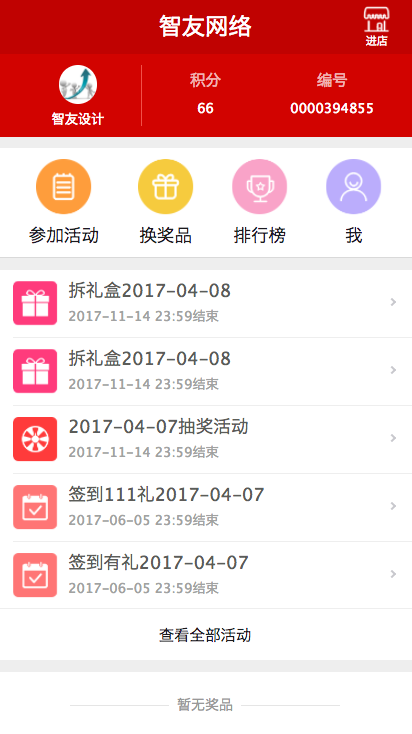 智友网络
进店
智友设计
积分
66
编号
0000394855
参加活动
换奖品
排行榜
我
拆礼盒2017-04-08
2017-11-14 23:59结束
拆礼盒2017-04-08
2017-11-14 23:59结束
2017-04-07抽奖活动
2017-11-14 23:59结束
签到111礼2017-04-07
2017-06-05 23:59结束
签到有礼2017-04-07
2017-06-05 23:59结束
查看全部活动
暂无奖品